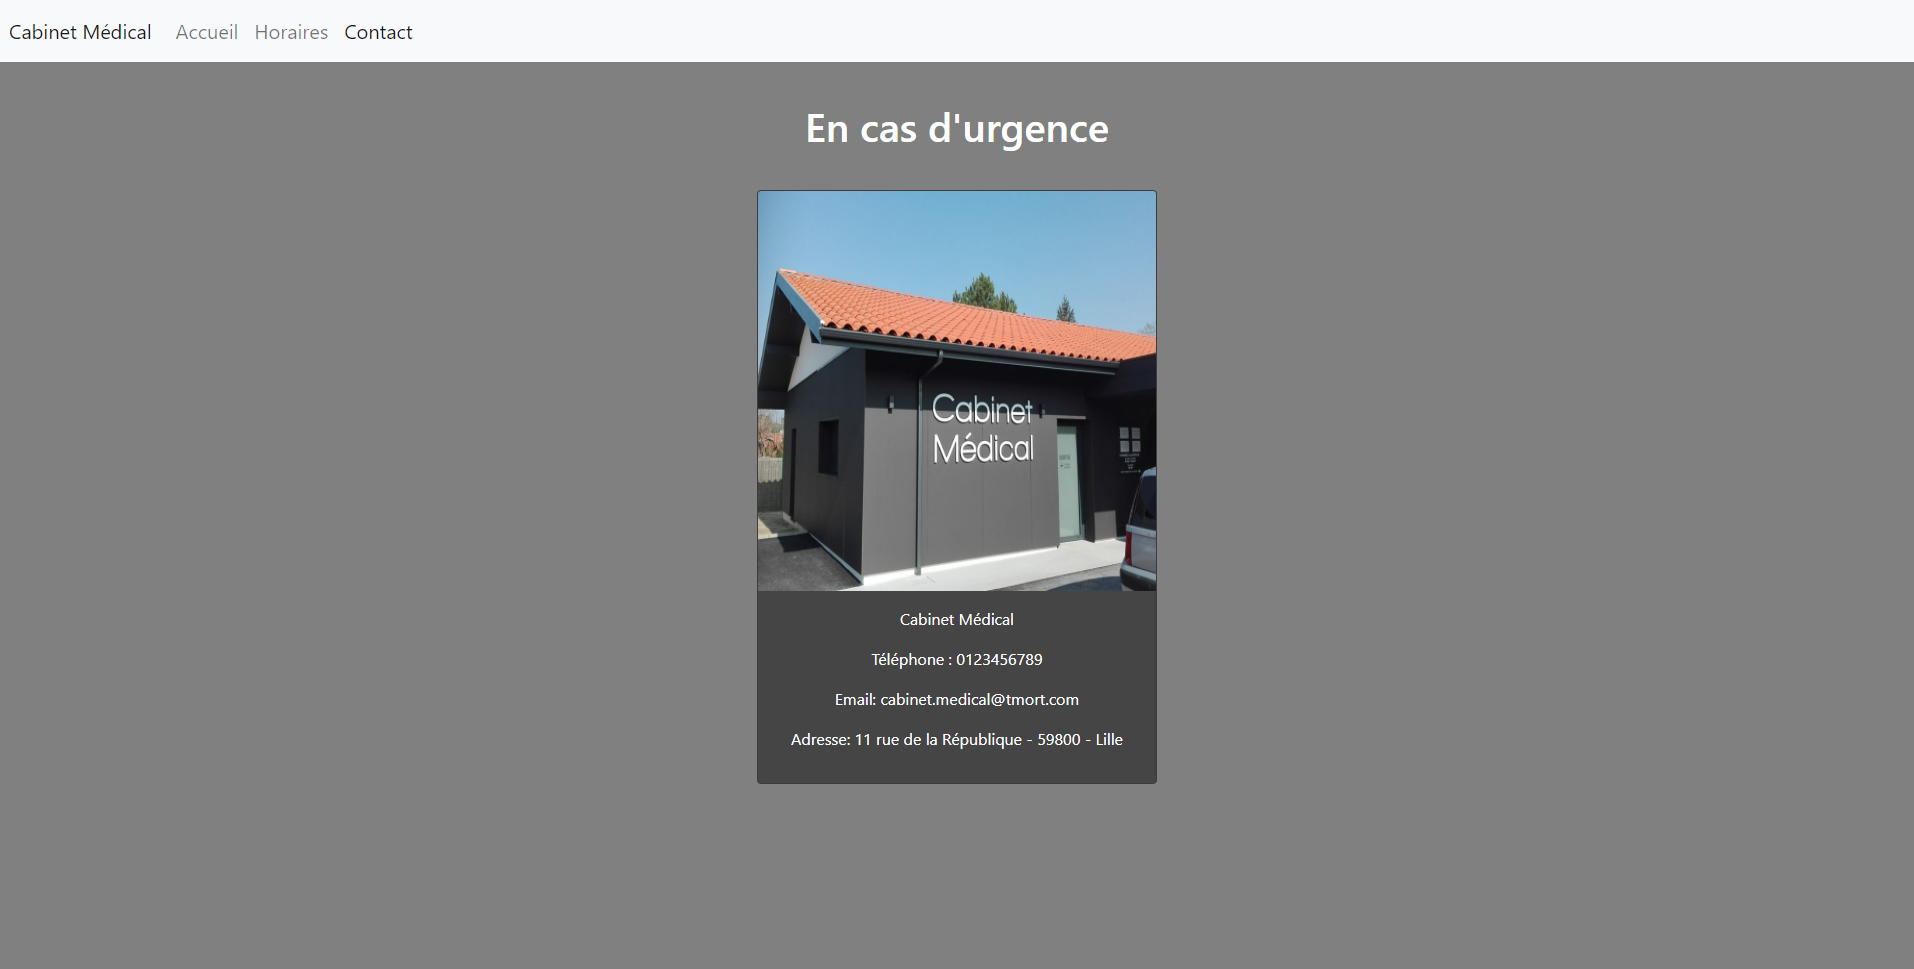 Cabinet Médical Accueil Horaires Contact
En cas d'urgence
Cabinet
Médical
Cabinet Médical
Téléphone : 0123456789
Email: cabinet.medical@tmort.com
Adresse: 11 rue de la République - 59800 - Lille